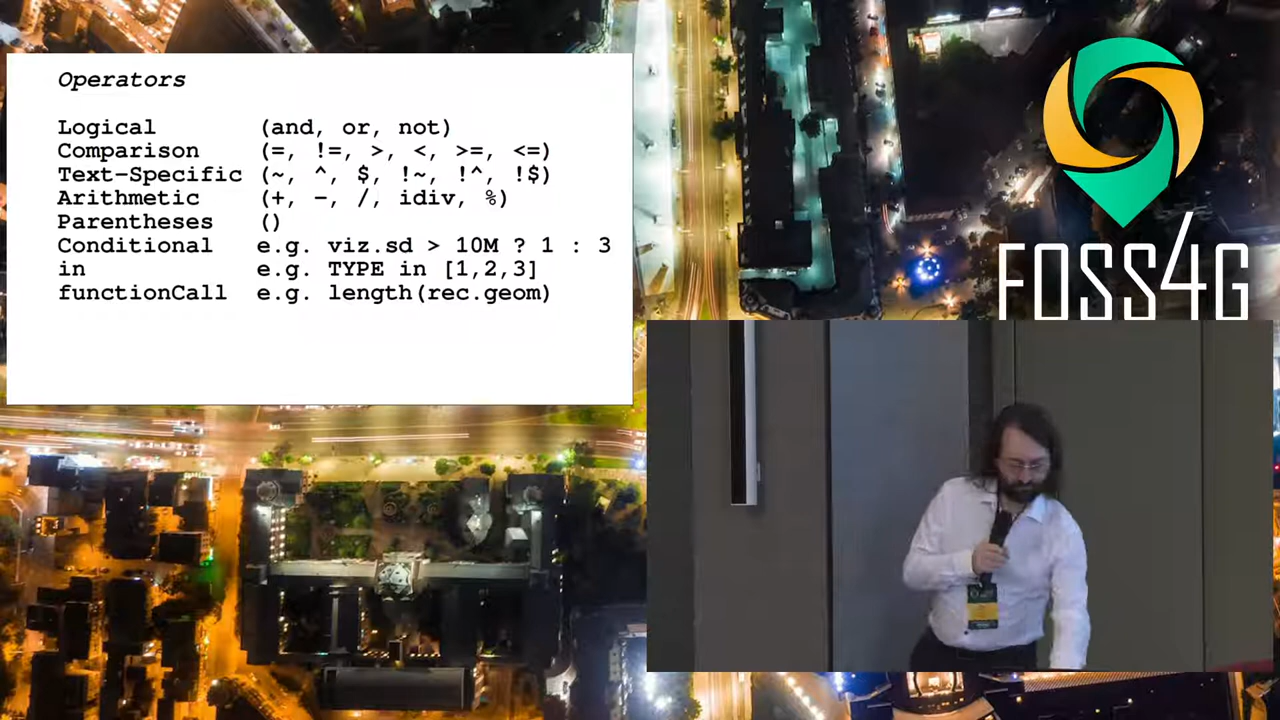 Operators
Logical (and, or, not)
Comparison (=, !=, >, <, >=, <=)
Text-Specific (~, ^, $, !~, !^, !$)
Arithmetic (+, -, /, idiv, %)
Parentheses ()
Conditional e.g. viz.sd > 10M ? 1 : 3
in e.g. TYPE in [1,2,3]
functionCall e.g. length(rec.geom)
FOSS4G